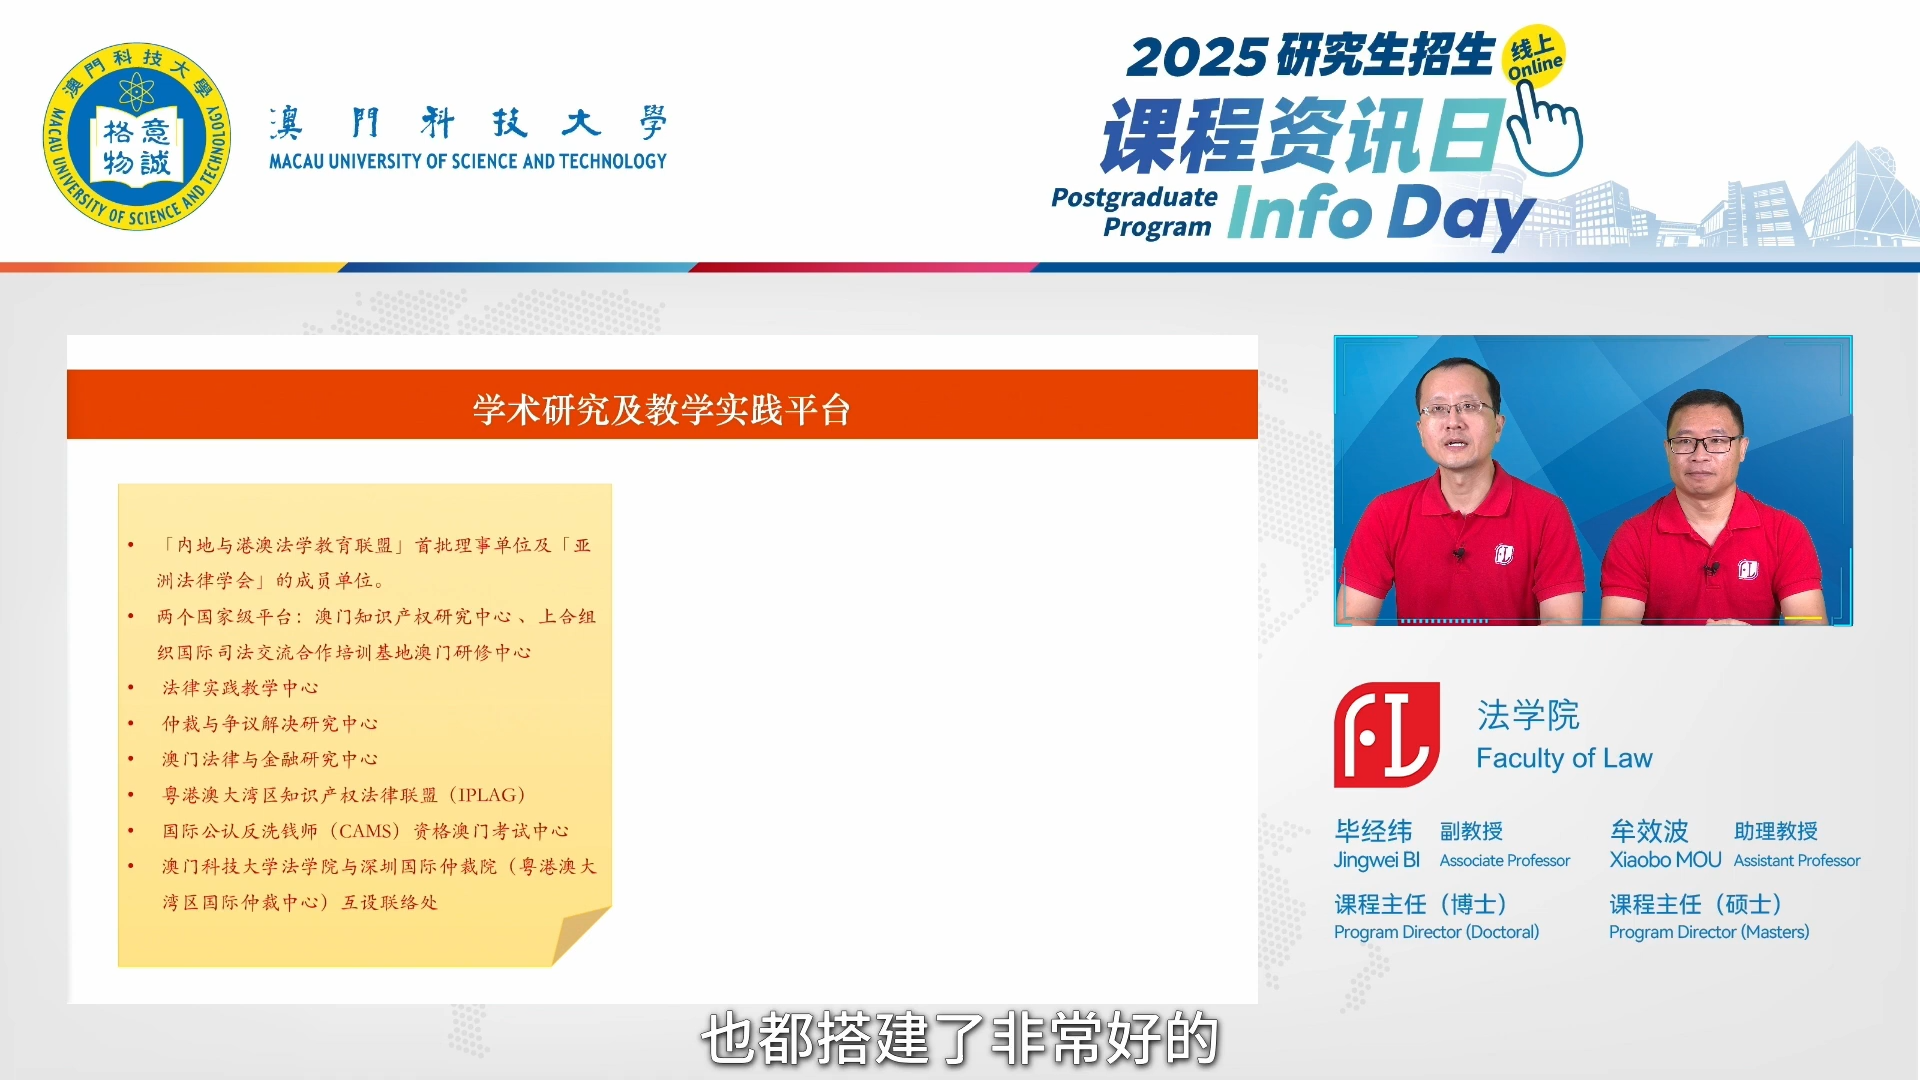 澳門科技大學
MACAU UNIVERSITY OF SCIENCE AND TECHNOLOGY
格物
意誠
澳門科技大學
MACAU UNIVERSITY OF SCIENCE AND TECHNOLOGY
2025 研究生招生
线上
Online
课程资讯日
Postgraduate
Program
Info Day
学术研究及教学实践平台
• 「内地与港澳法学教育联盟」首批理事单位及「亚
洲法律学会」的成员单位。
• 两个国家级平台：澳门知识产权研究中心、上合组
织国际司法交流合作培训基地澳门研修中心
• 法律实践教学中心
• 仲裁与争议解决研究中心
• 澳门法律与金融研究中心
• 粤港澳大湾区知识产权法律联盟（IPLAG）
• 国际公认反洗钱师（CAMS）资格澳门考试中心
• 澳门科技大学法学院与深圳国际仲裁院（粤港澳大
湾区国际仲裁中心）互设联络处
FL
法学院
Faculty of Law
毕经纬 副教授
Jingwei BI Associate Professor
课程主任（博士）
Program Director (Doctoral)
牟效波 助理教授
Xiaobo MOU Assistant Professor
课程主任（硕士）
Program Director (Masters)
也都搭建了非常好的